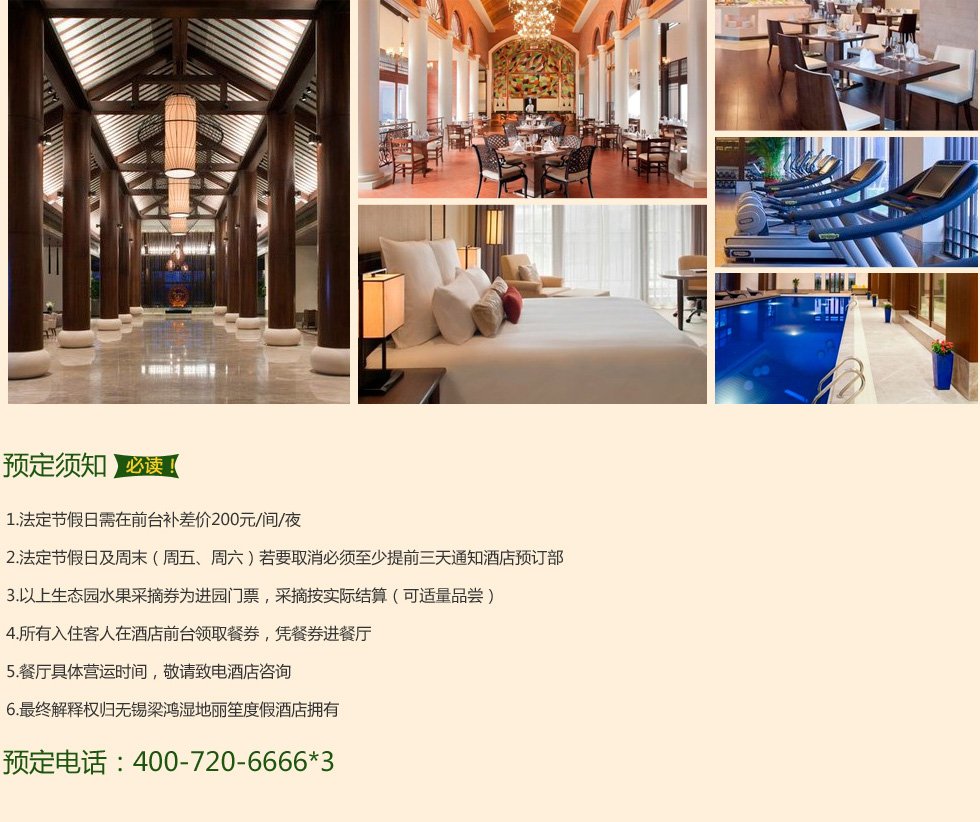 预定须知 必读！
1.法定节假日需在前台补差价200元/间/夜
2.法定节假日及周末（周五、周六）若要取消必须至少提前三天通知酒店预订部
3.以上生态园水果采摘券为进园门票，采摘按实际结算（可适量品尝）
4.所有入住客人在酒店前台领取餐券，凭餐券进餐厅
5.餐厅具体营运时间，敬请致电酒店咨询
6.最终解释权归无锡梁鸿湿地丽笙度假酒店拥有
预定电话：400-720-6666*3